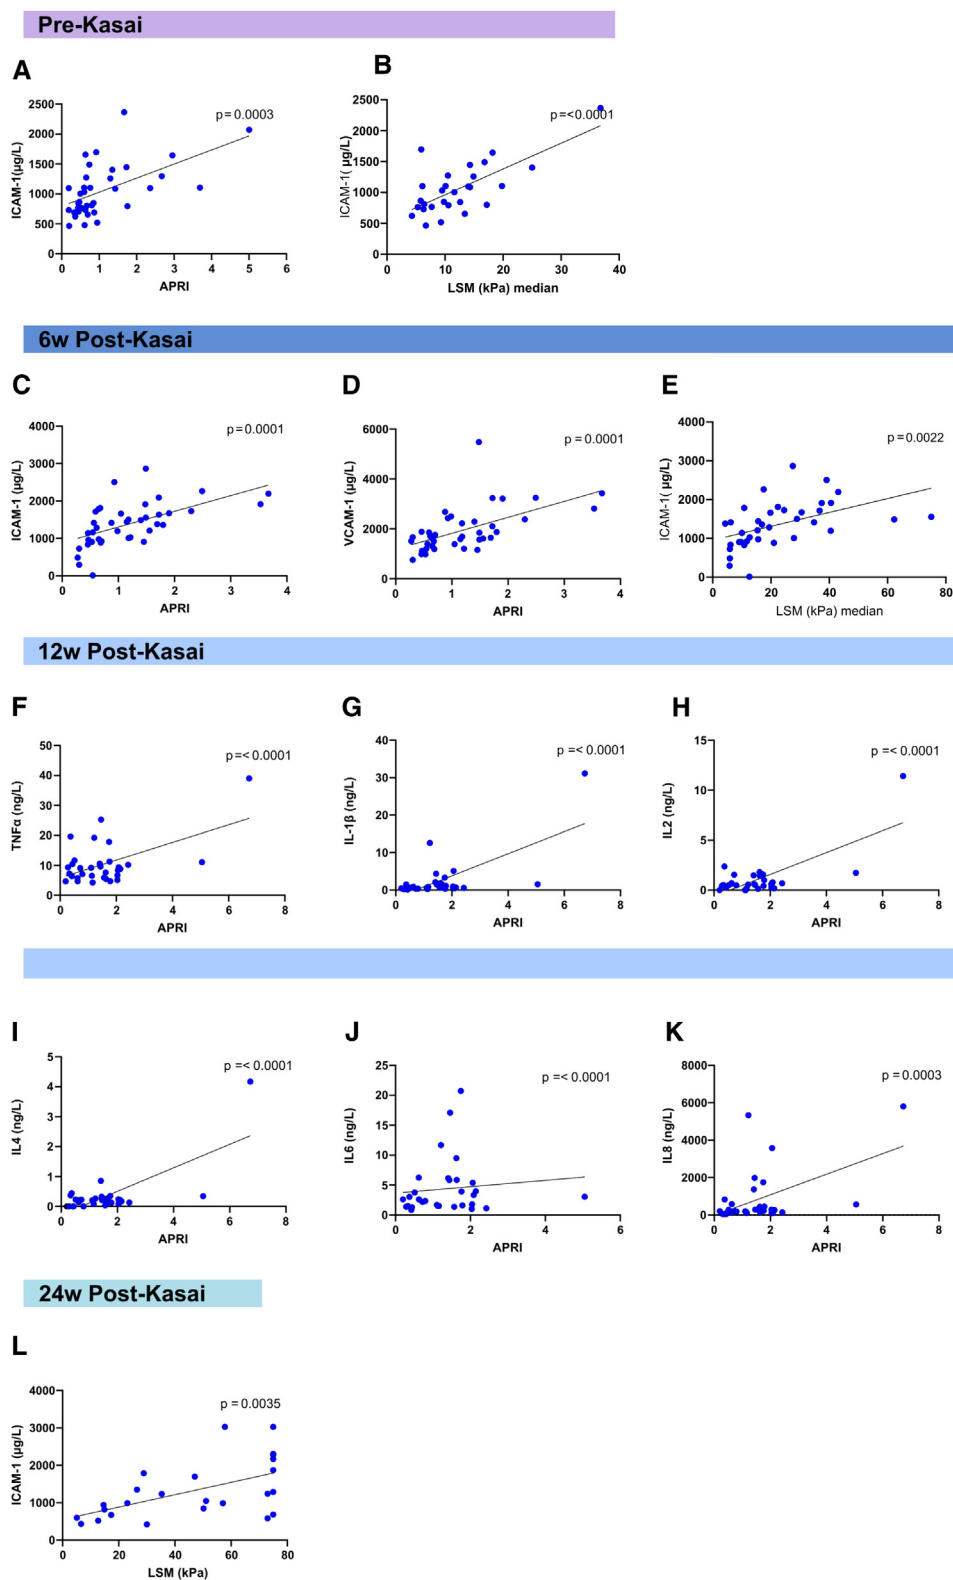 Pre-Kasai
A
B
p=0.0003
ICAM-1(µg/L)
2500
2000
1500
1000
500
0
0 1 2 3 4 5 6
APRI
p=<0.0001
ICAM-1( µg/L)
2500
2000
1500
1000
500
0
0 10 20 30 40
LSM (kPa) median
6w Post-Kasai
C
D
E
p=0.0001
ICAM-1 (µg/L)
4000
3000
2000
1000
0
0 1 2 3 4
APRI
p=0.0001
VCAM-1 (µg/L)
6000
4000
2000
0
0 1 2 3 4
APRI
p=0.0022
ICAM-1( µg/L)
4000
3000
2000
1000
0
0 20 40 60 80
LSM (kPa) median
12w Post-Kasai
F
G
H
p=<0.0001
TNFα (ng/L)
50
40
30
20
10
0
0 2 4 6 8
APRI
p=<0.0001
IL-1β (ng/L)
40
30
20
10
0
0 2 4 6 8
APRI
p=<0.0001
IL2 (ng/L)
15
10
5
0
0 2 4 6 8
APRI
I
J
K
p=<0.0001
IL4 (ng/L)
5
4
3
2
1
0
0 2 4 6 8
APRI
p=<0.0001
IL6 (ng/L)
25
20
15
10
5
0
0 2 4 6
APRI
p=0.0003
IL8 (ng/L)
8000
6000
4000
2000
0
0 2 4 6 8
APRI
24w Post-Kasai
L
p=0.0035
ICAM-1 (µg/L)
4000
3000
2000
1000
0
0 20 40 60 80
LSM (kPa)